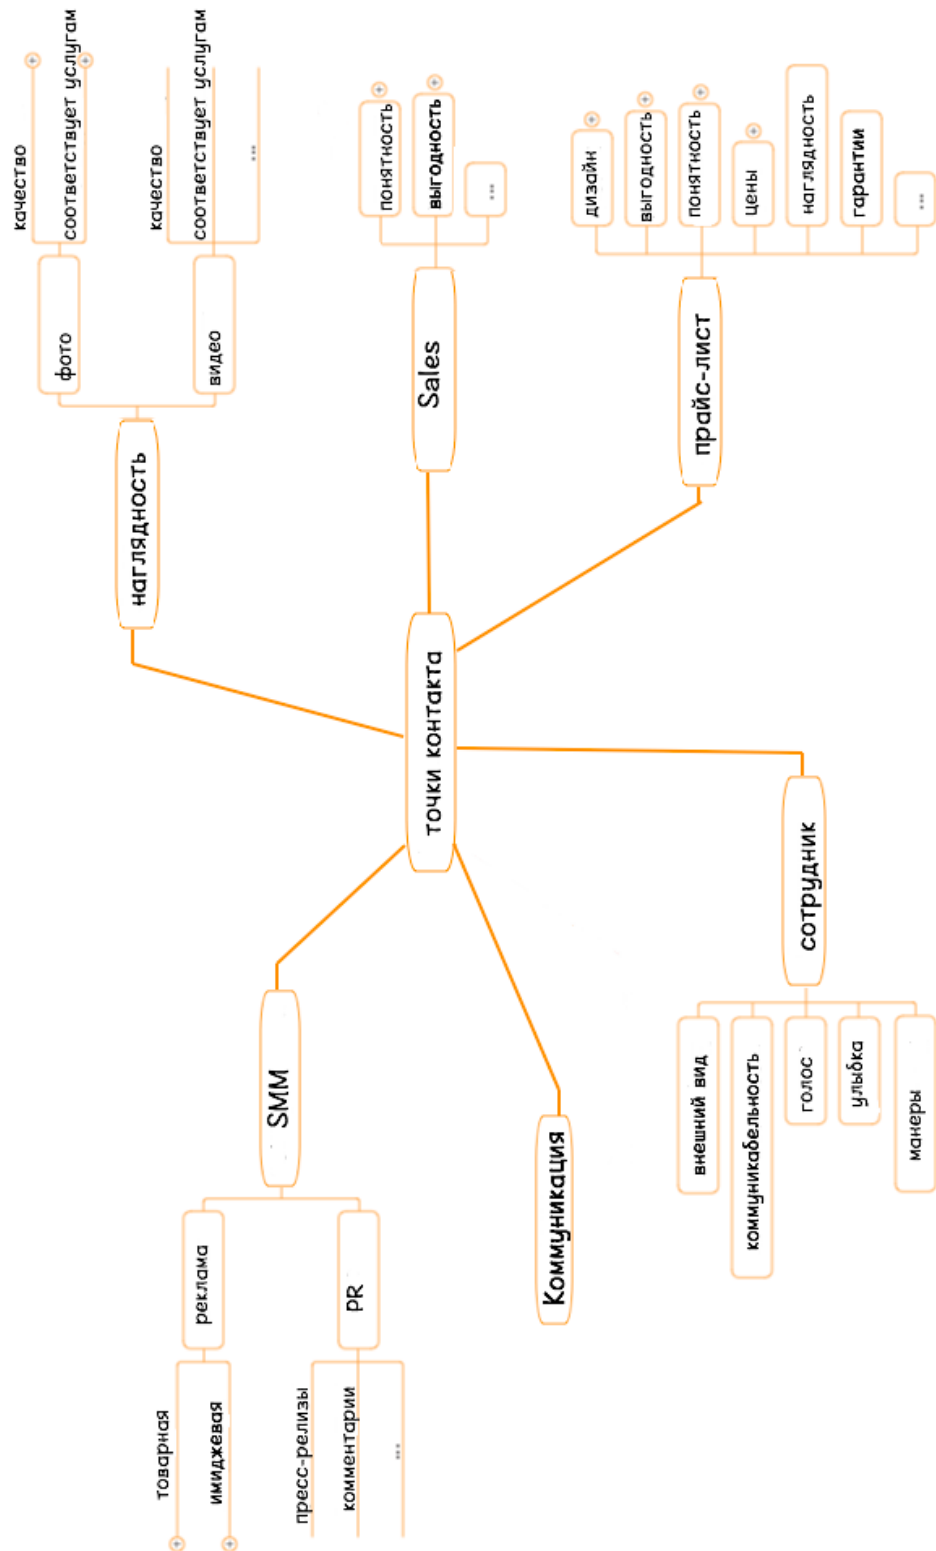 точки контакта
SMM
реклама
товарная
имиджевая
PR
пресс-релизы
комментарии
...
наглядность
фото
качество
соответствует услугам
видео
качество
соответствует услугам
...
Sales
понятность
выгодность
...
прайс-лист
дизайн
выгодность
понятность
цены
наглядность
гарантии
...
сотрудник
внешний вид
коммуникабельность
голос
улыбка
манеры
Коммуникация